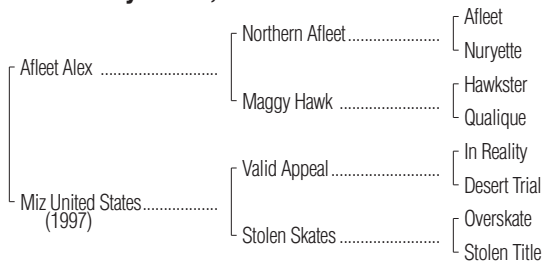 Afleet
Northern Afleet
Nuryette
Afleet Alex
Hawkster
Maggy Hawk
Qualique
In Reality
Valid Appeal
Desert Trial
Miz United States
(1997)
Overskate
Stolen Skates
Stolen Title